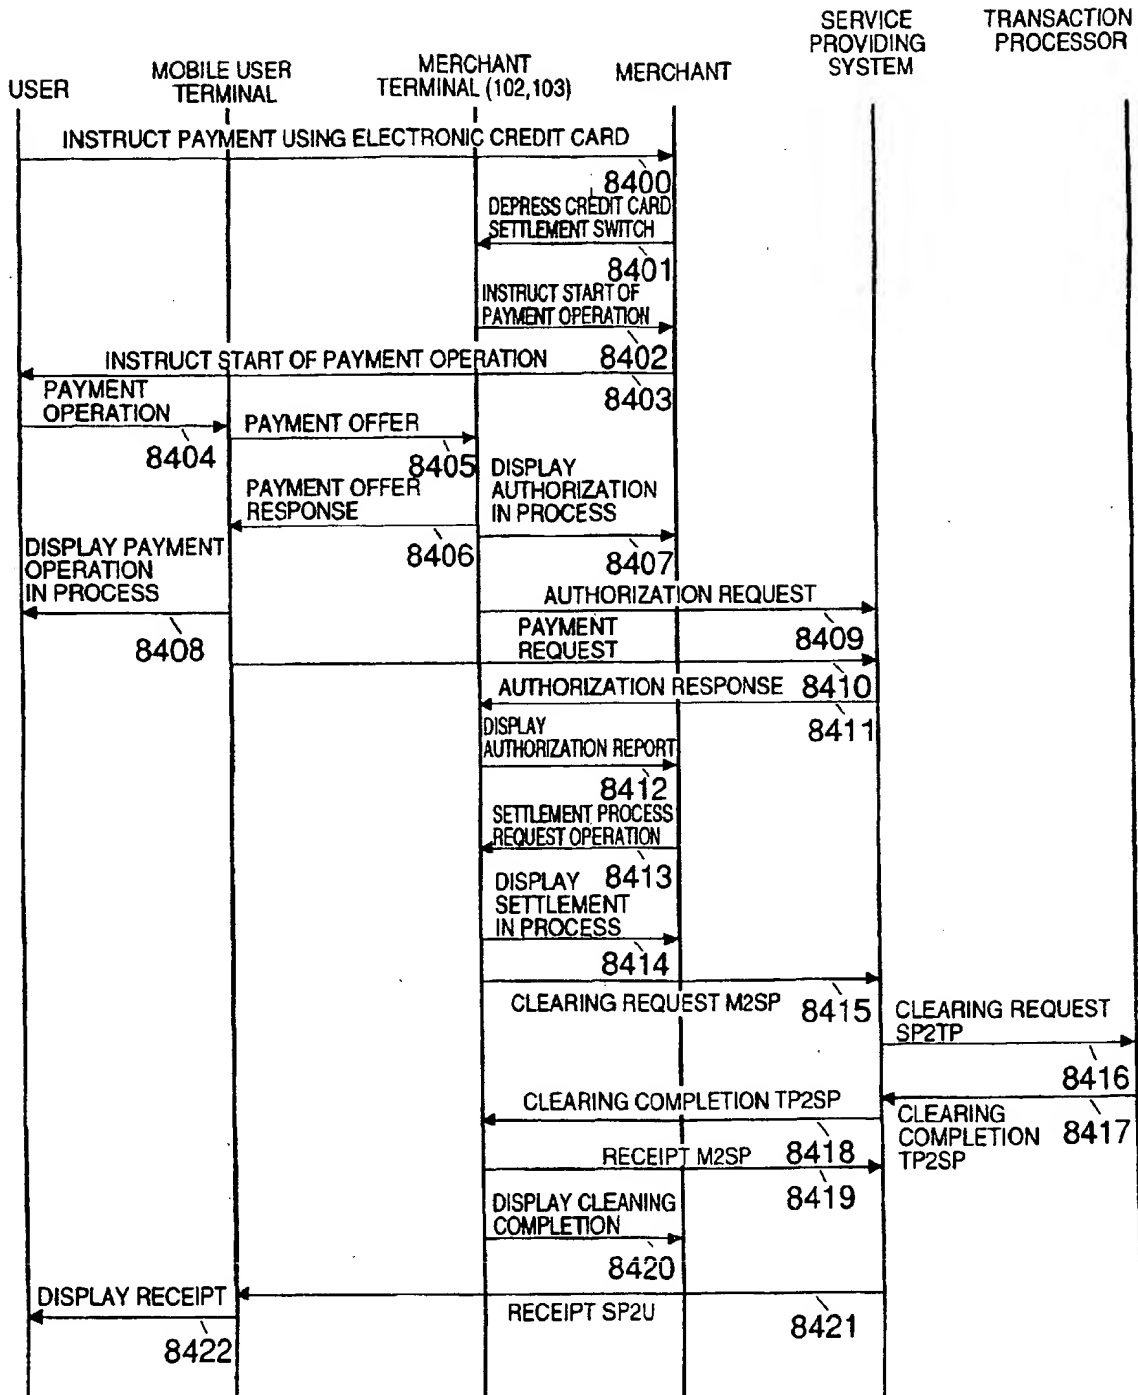 USER
MOBILE USER
TERMINAL
MERCHANT
TERMINAL (102,103)
MERCHANT
SERVICE
PROVIDING
SYSTEM
TRANSACTION
PROCESSOR
INSTRUCT PAYMENT USING ELECTRONIC CREDIT CARD
8400
DEPRESS CREDIT CARD
SETTLEMENT SWITCH
8401
INSTRUCT START OF
PAYMENT OPERATION
8402
INSTRUCT START OF PAYMENT OPERATION
8403
PAYMENT
OPERATION
8404
PAYMENT OFFER
8405
PAYMENT OFFER
RESPONSE
8406
DISPLAY
AUTHORIZATION
IN PROCESS
8407
DISPLAY PAYMENT
OPERATION
IN PROCESS
8408
AUTHORIZATION REQUEST
8409
PAYMENT
REQUEST
8410
AUTHORIZATION RESPONSE
8411
DISPLAY
AUTHORIZATION REPORT
8412
SETTLEMENT PROCESS
REQUEST OPERATION
8413
DISPLAY
SETTLEMENT
IN PROCESS
8414
CLEARING REQUEST M2SP
8415
CLEARING REQUEST
SP2TP
8416
CLEARING
COMPLETION
TP2SP
8417
CLEARING COMPLETION TP2SP
8418
RECEIPT M2SP
8419
DISPLAY CLEANING
COMPLETION
8420
RECEIPT SP2U
8421
DISPLAY RECEIPT
8422